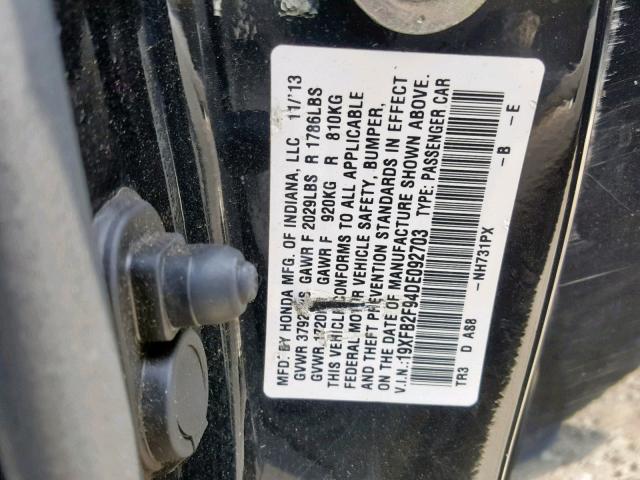 MFD. BY HONDA MFG. OF INDIANA, LLC 11/'13
GVWR GAWR F 2029LBS R 1786LBS
GVWR GAWR F 920KG R 810KG
THIS VEHICLE CONFORMS TO ALL APPLICABLE
FEDERAL MOTOR VEHICLE SAFETY, BUMPER,
AND THEFT PREVENTION STANDARDS IN EFFECT
ON THE DATE OF MANUFACTURE SHOWN ABOVE.
V.I.N.:19XFB2F94DE092703 TYPE: PASSENGER CAR
TR3 D A88 -NH731PX -B -E